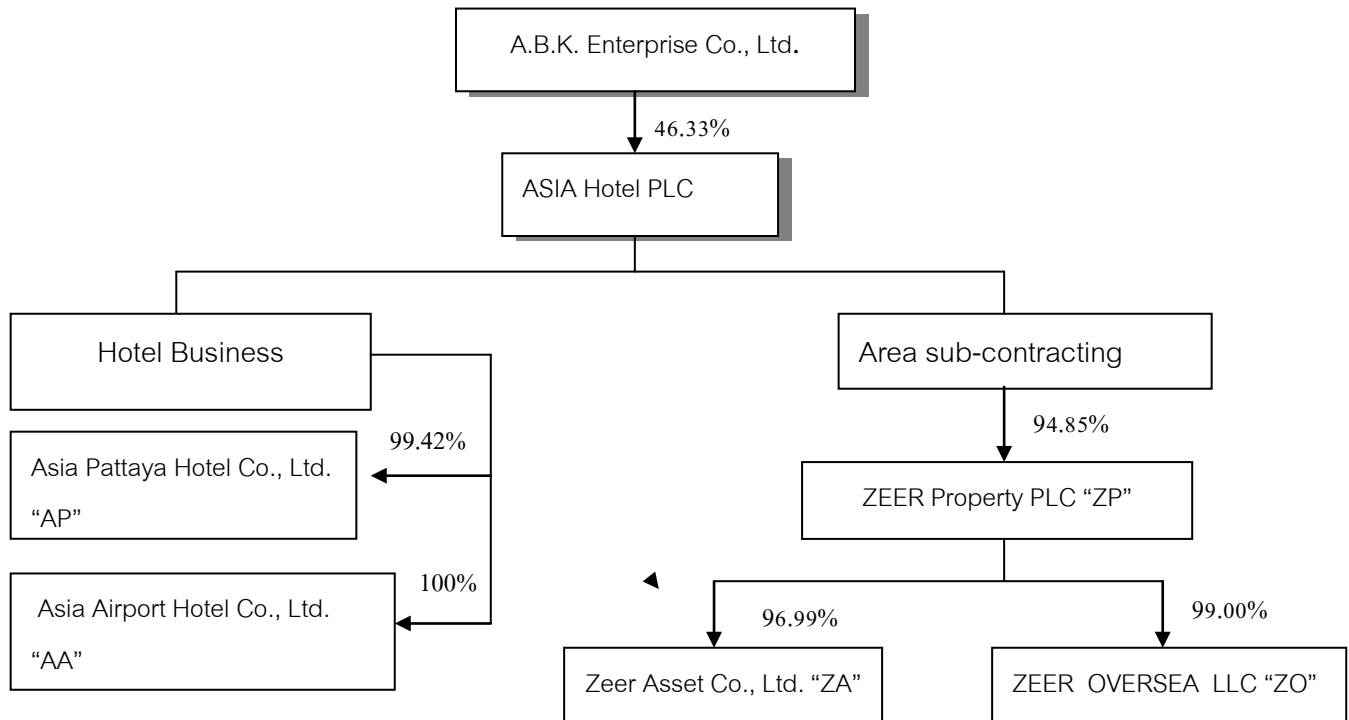 A.B.K. Enterprise Co., Ltd.
46.33%
ASIA Hotel PLC
Hotel Business
Area sub-contracting
99.42%
94.85%
Asia Pattaya Hotel Co., Ltd.
“AP”
ZEER Property PLC “ZP”
100%
Asia Airport Hotel Co., Ltd.
“AA”
96.99%
99.00%
Zeer Asset Co., Ltd. “ZA”
ZEER OVERSEA LLC “ZO”